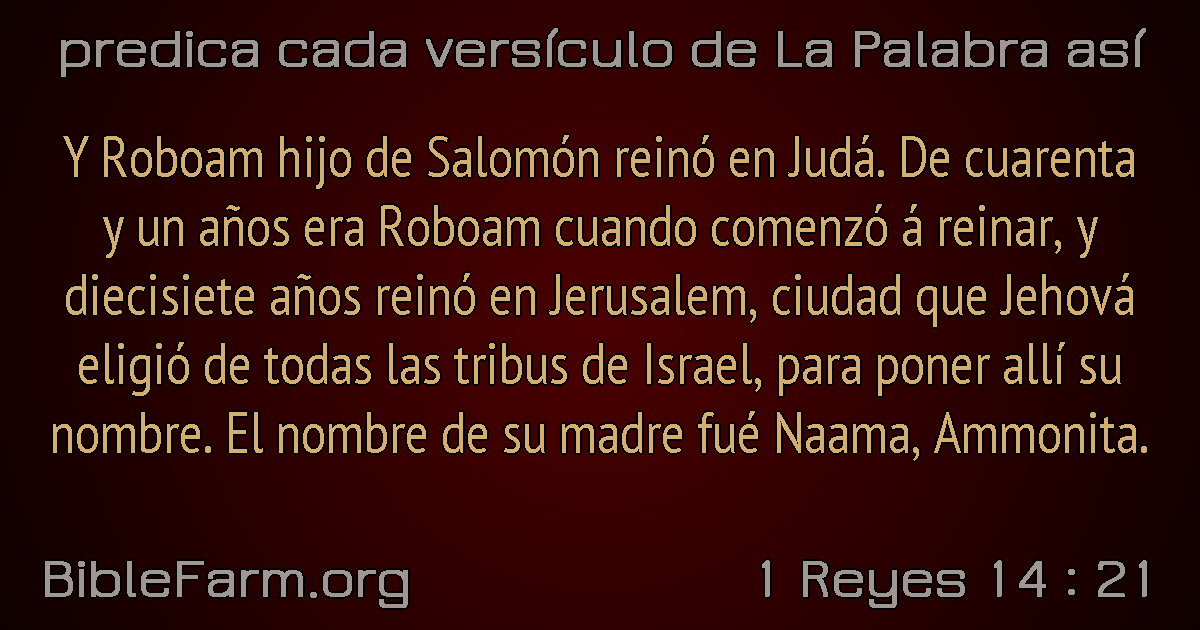 predica cada versículo de La Palabra así
Y Roboam hijo de Salomón reinó en Judá. De cuarenta
y un años era Roboam cuando comenzó á reinar, y
diecisiete años reinó en Jerusalem, ciudad que Jehová
eligió de todas las tribus de Israel, para poner allí su
nombre. El nombre de su madre fué Naama, Ammonita.
BibleFarm.org
1 Reyes 14 : 21